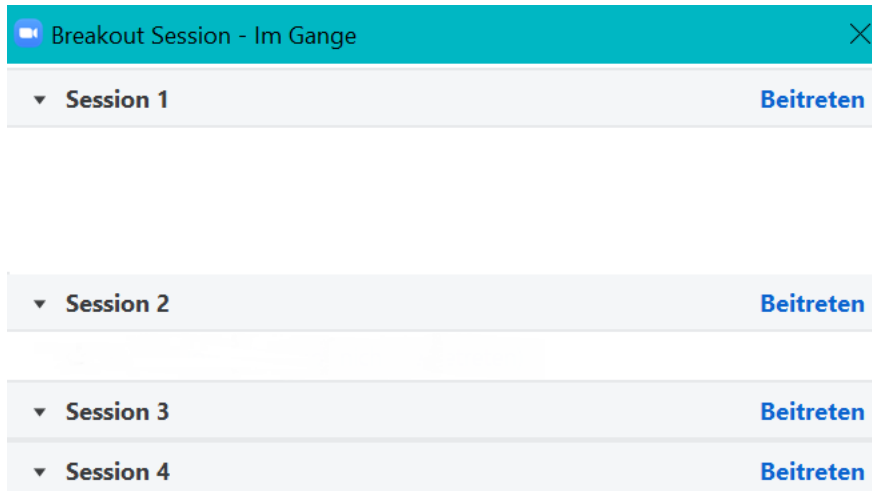 Breakout Session - Im Gange
Session 1 Beitreten
Session 2 Beitreten
Session 3 Beitreten
Session 4 Beitreten